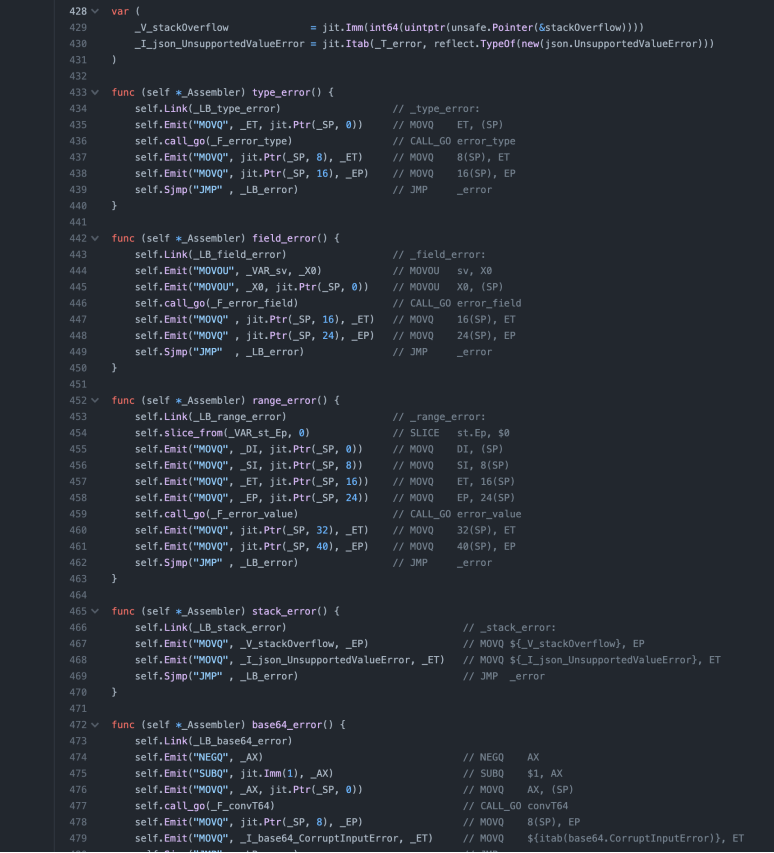 428 var (
429     _V_stackOverflow              = jit.Imm(int64(uintptr(unsafe.Pointer(&stackOverflow))))
430     _I_json_UnsupportedValueError = jit.Itab(_T_error, reflect.TypeOf(new(json.UnsupportedValueError)))
431 )
432
433 func (self *_Assembler) type_error() {
434     self.Link(_LB_type_error)                   // _type_error:
435     self.Emit("MOVQ", _ET, jit.Ptr(_SP, 0))     // MOVQ    ET, (SP)
436     self.call_go(_F_error_type)                 // CALL_GO error_type
437     self.Emit("MOVQ", jit.Ptr(_SP, 8), _ET)     // MOVQ    8(SP), ET
438     self.Emit("MOVQ", jit.Ptr(_SP, 16), _EP)    // MOVQ    16(SP), EP
439     self.Sjmp("JMP" , _LB_error)                // JMP     _error
440 }
441
442 func (self *_Assembler) field_error() {
443     self.Link(_LB_field_error)                  // _field_error:
444     self.Emit("MOVOU", _VAR_sv, _X0)            // MOVOU   sv, X0
445     self.Emit("MOVOU", _X0, jit.Ptr(_SP, 0))    // MOVOU   X0, (SP)
446     self.call_go(_F_error_field)                // CALL_GO error_field
447     self.Emit("MOVQ" , jit.Ptr(_SP, 16), _ET)   // MOVQ    16(SP), ET
448     self.Emit("MOVQ" , jit.Ptr(_SP, 24), _EP)   // MOVQ    24(SP), EP
449     self.Sjmp("JMP"  , _LB_error)               // JMP     _error
450 }
451
452 func (self *_Assembler) range_error() {
453     self.Link(_LB_range_error)                  // _range_error:
454     self.slice_from(_VAR_st_Ep, 0)              // SLICE   st.Ep, $0
455     self.Emit("MOVQ", _DI, jit.Ptr(_SP, 0))     // MOVQ    DI, (SP)
456     self.Emit("MOVQ", _SI, jit.Ptr(_SP, 8))     // MOVQ    SI, 8(SP)
457     self.Emit("MOVQ", _ET, jit.Ptr(_SP, 16))    // MOVQ    ET, 16(SP)
458     self.Emit("MOVQ", _EP, jit.Ptr(_SP, 24))    // MOVQ    EP, 24(SP)
459     self.call_go(_F_error_value)                // CALL_GO error_value
460     self.Emit("MOVQ", jit.Ptr(_SP, 32), _ET)    // MOVQ    32(SP), ET
461     self.Emit("MOVQ", jit.Ptr(_SP, 40), _EP)    // MOVQ    40(SP), EP
462     self.Sjmp("JMP" , _LB_error)                // JMP     _error
463 }
464
465 func (self *_Assembler) stack_error() {
466     self.Link(_LB_stack_error)                              // _stack_error:
467     self.Emit("MOVQ", _V_stackOverflow, _EP)                // MOVQ ${_V_stackOverflow}, EP
468     self.Emit("MOVQ", _I_json_UnsupportedValueError, _ET)   // MOVQ ${_I_json_UnsupportedValueError}, ET
469     self.Sjmp("JMP" , _LB_error)                            // JMP  _error
470 }
471
472 func (self *_Assembler) base64_error() {
473     self.Link(_LB_base64_error)
474     self.Emit("NEGQ", _AX)                                  // NEGQ    AX
475     self.Emit("SUBQ", jit.Imm(1), _AX)                      // SUBQ    $1, AX
476     self.Emit("MOVQ", _AX, jit.Ptr(_SP, 0))                 // MOVQ    AX, (SP)
477     self.call_go(_F_convT64)                                // CALL_GO convT64
478     self.Emit("MOVQ", jit.Ptr(_SP, 8), _EP)                 // MOVQ    8(SP), EP
479     self.Emit("MOVQ", _I_base64_CorruptInputError, _ET)     // MOVQ    ${itab(base64.CorruptInputError)}, ET